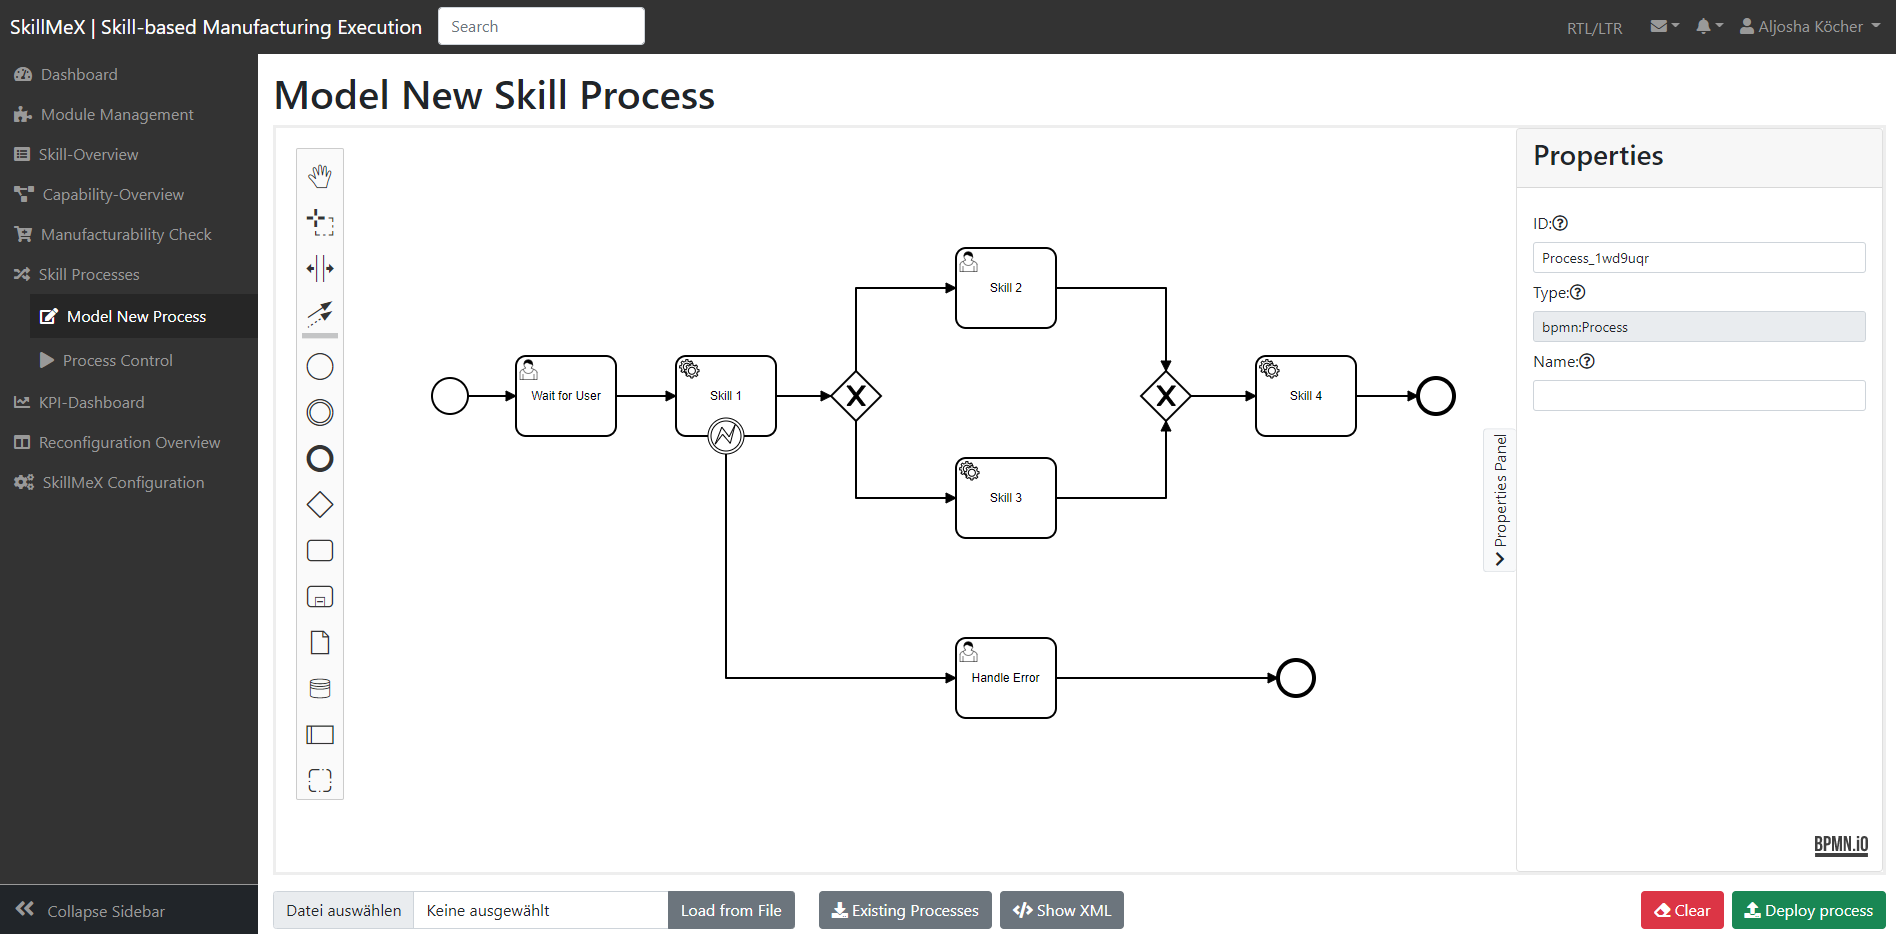 SkillMeX | Skill-based Manufacturing Execution
Search
RTL/LTR
Aljosha Köcher
Dashboard
Module Management
Skill-Overview
Capability-Overview
Manufacturability Check
Skill Processes
Model New Process
Process Control
KPI-Dashboard
Reconfiguration Overview
SkillMeX Configuration
Collapse Sidebar
Model New Skill Process
Wait for User
Skill 1
Skill 2
Skill 3
Skill 4
Handle Error
Properties Panel
Properties
ID:
Process_1wd9uqr
Type:
bpmn:Process
Name:
BPMN.iO
Datei auswählen
Keine ausgewählt
Load from File
Existing Processes
Show XML
Clear
Deploy process